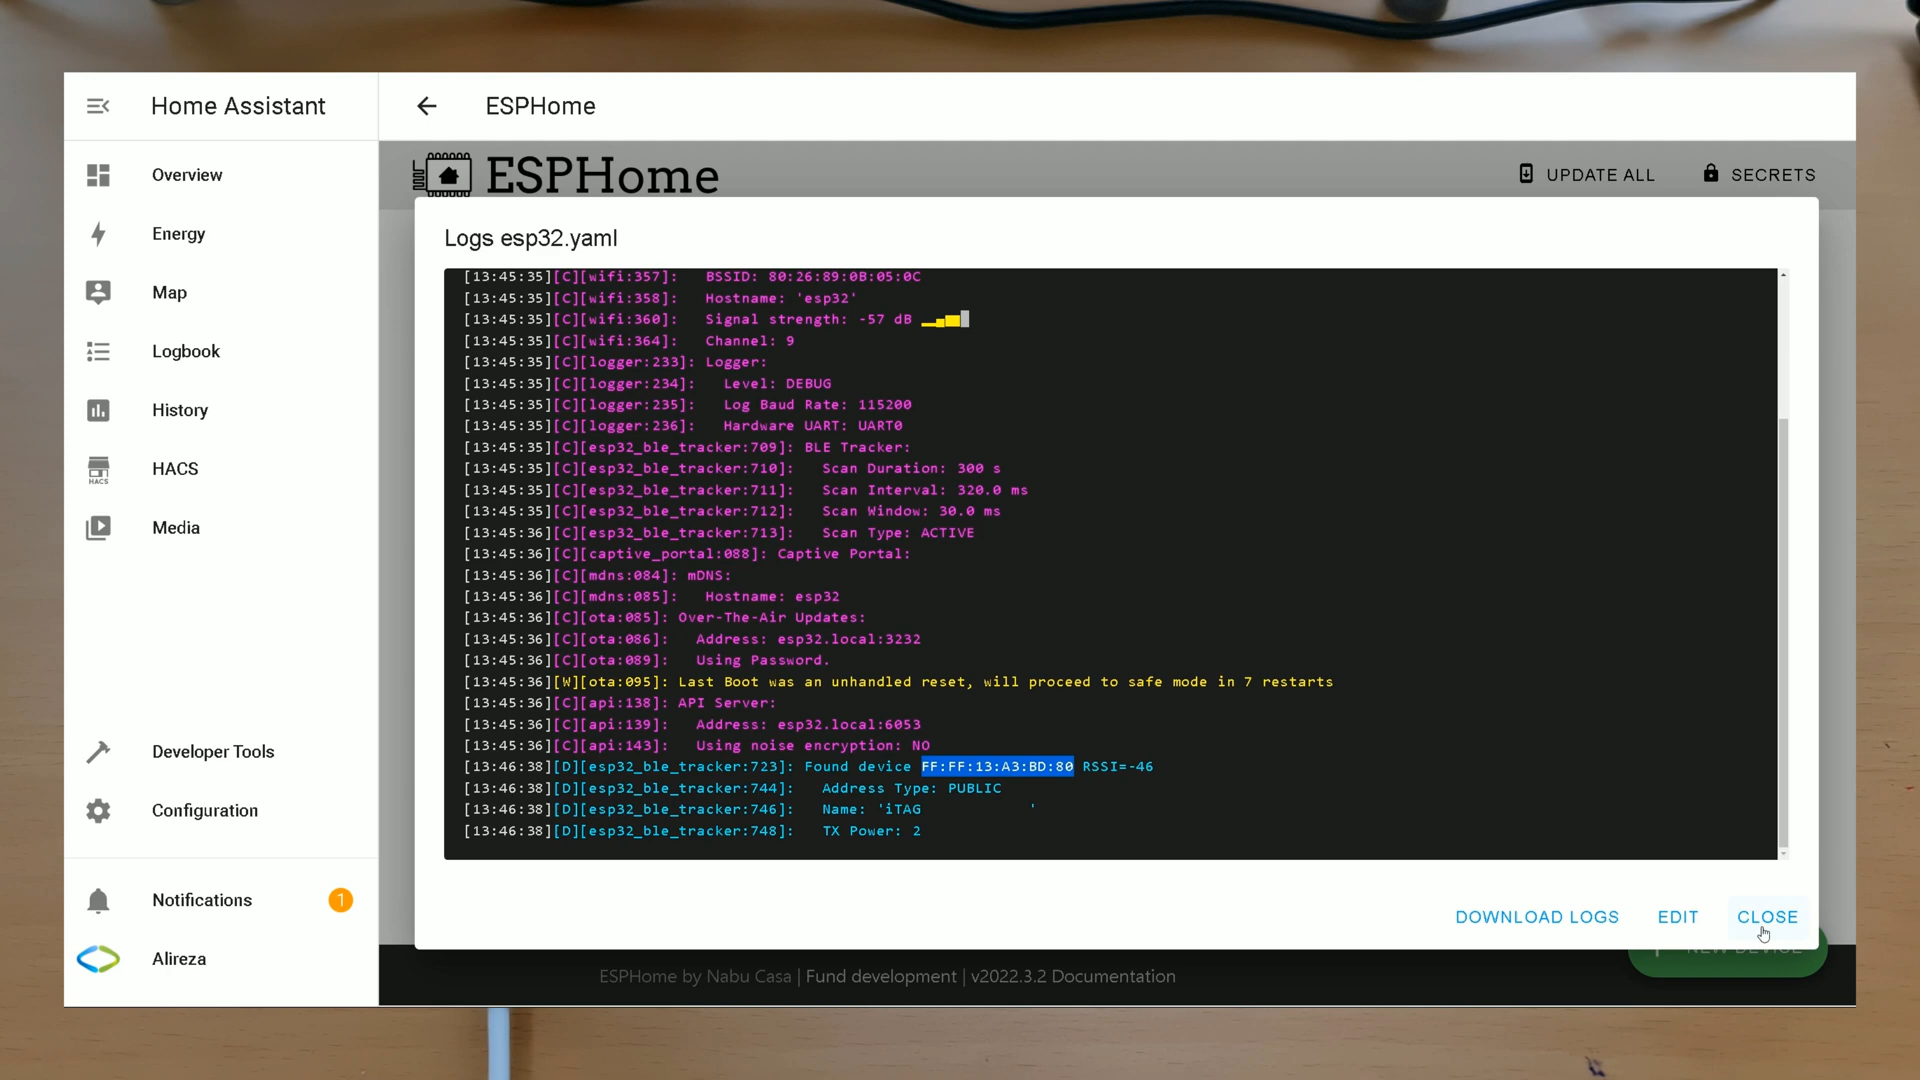 Home Assistant
ESPHome
Overview
Energy
Map
Logbook
History
HACS
HACS
Media
Developer Tools
Configuration
Notifications
1
Alireza
ESPHome
UPDATE ALL
SECRETS
Logs esp32.yaml
[13:45:35][C][wifi:357]:   BSSID: 80:26:89:0B:05:0C
[13:45:35][C][wifi:358]:   Hostname: 'esp32'
[13:45:35][C][wifi:360]:   Signal strength: -57 dB ▂▄▆█
[13:45:35][C][wifi:364]:   Channel: 9
[13:45:35][C][logger:233]: Logger:
[13:45:35][C][logger:234]:   Level: DEBUG
[13:45:35][C][logger:235]:   Log Baud Rate: 115200
[13:45:35][C][logger:236]:   Hardware UART: UART0
[13:45:35][C][esp32_ble_tracker:709]: BLE Tracker:
[13:45:35][C][esp32_ble_tracker:710]:   Scan Duration: 300 s
[13:45:35][C][esp32_ble_tracker:711]:   Scan Interval: 320.0 ms
[13:45:35][C][esp32_ble_tracker:712]:   Scan Window: 30.0 ms
[13:45:35][C][esp32_ble_tracker:713]:   Scan Type: ACTIVE
[13:45:36][C][captive_portal:088]: Captive Portal:
[13:45:36][C][mdns:084]: mDNS:
[13:45:36][C][mdns:085]:   Hostname: esp32
[13:45:36][C][ota:085]: Over-The-Air Updates:
[13:45:36][C][ota:086]:   Address: esp32.local:3232
[13:45:36][C][ota:089]:   Using Password.
[13:45:36][W][ota:095]: Last Boot was an unhandled reset, will proceed to safe mode in 7 restarts
[13:45:36][C][api:138]: API Server:
[13:45:36][C][api:139]:   Address: esp32.local:6053
[13:45:36][C][api:143]:   Using noise encryption: NO
[13:46:38][D][esp32_ble_tracker:723]: Found device FF:FF:13:A3:BD:80 RSSI=-46
[13:46:38][D][esp32_ble_tracker:744]:   Address Type: PUBLIC
[13:46:38][D][esp32_ble_tracker:746]:   Name: 'iTAG            '
[13:46:38][D][esp32_ble_tracker:748]:   TX Power: 2
DOWNLOAD LOGS
EDIT
CLOSE
NEW DEVICE
ESPHome by Nabu Casa | Fund development | v2022.3.2 Documentation